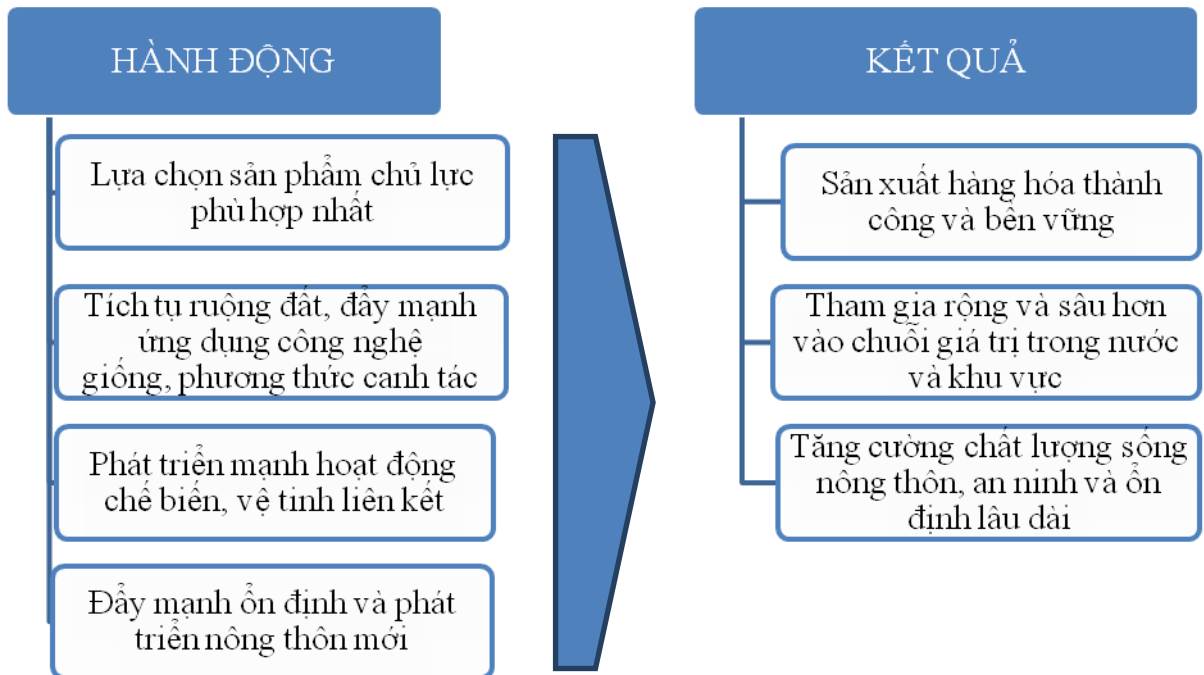 HÀNH ĐỘNG
Lựa chọn sản phẩm chủ lực
phù hợp nhất
Tích tụ ruộng đất, đẩy mạnh
ứng dụng công nghệ
giống, phương thức canh tác
Phát triển mạnh hoạt động
chế biến, vệ tinh liên kết
Đẩy mạnh ổn định và phát
triển nông thôn mới
KẾT QUẢ
Sản xuất hàng hóa thành
công và bền vững
Tham gia rộng và sâu hơn
vào chuỗi giá trị trong nước
và khu vực
Tăng cường chất lượng sống
nông thôn, an ninh và ổn
định lâu dài